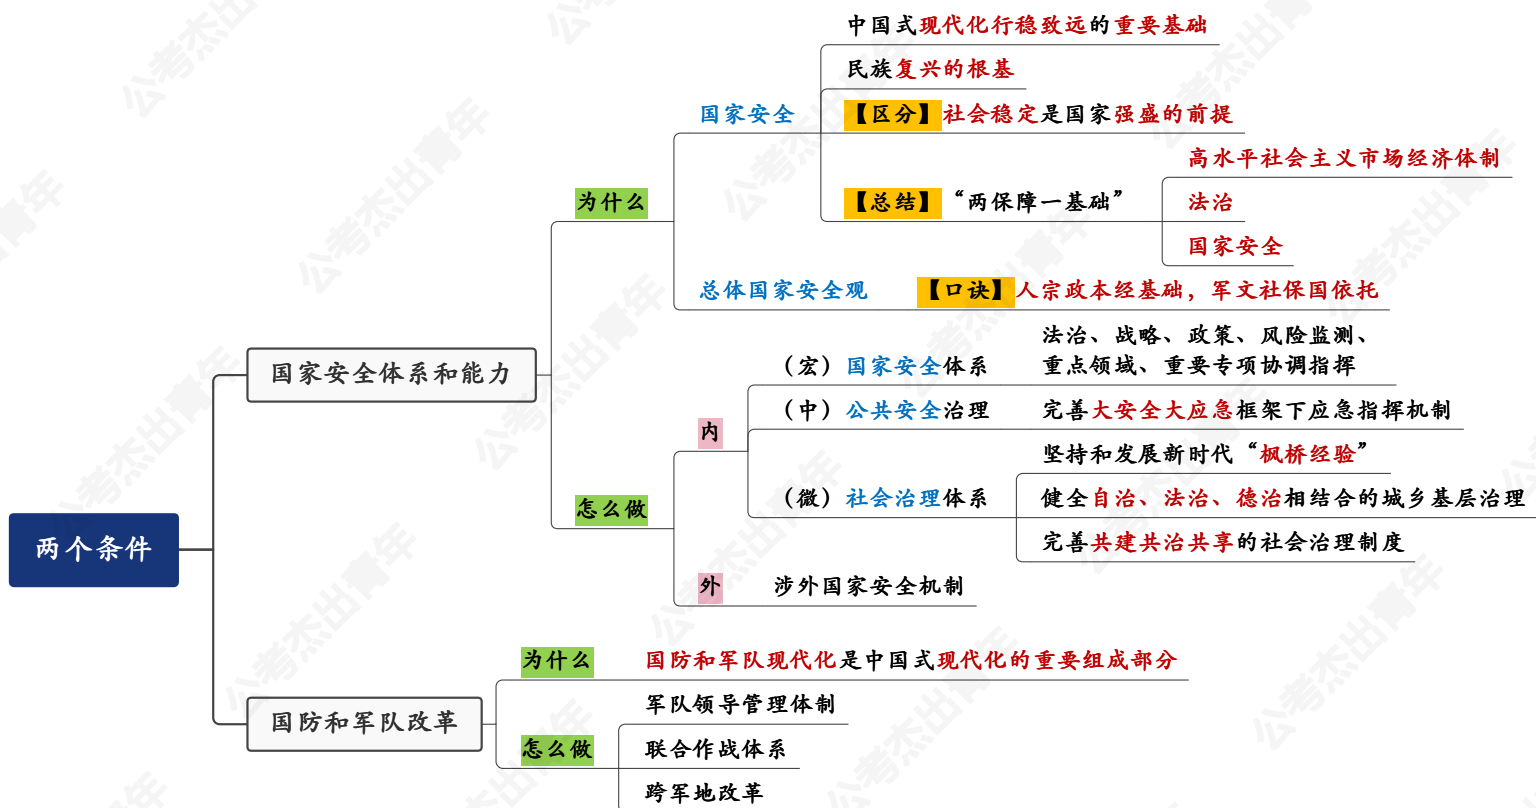 中国式现代化行稳致远的重要基础
民族复兴的根基
国家安全
【区分】社会稳定是国家强盛的前提
高水平社会主义市场经济体制
为什么
【总结】“两保障一基础”
法治
国家安全
总体国家安全观
【口诀】人宗政本经基础，军文社保国依托
国家安全体系和能力
（宏）国家安全体系
法治、战略、政策、风险监测、
重点领域、重要专项协调指挥
（中）公共安全治理
完善大安全大应急框架下应急指挥机制
内
坚持和发展新时代“枫桥经验”
怎么做
（微）社会治理体系
健全自治、法治、德治相结合的城乡基层治理
完善共建共治共享的社会治理制度
两个条件
外
涉外国家安全机制
为什么
国防和军队现代化是中国式现代化的重要组成部分
国防和军队改革
军队领导管理体制
怎么做
联合作战体系
跨军地改革
公考杰出青年